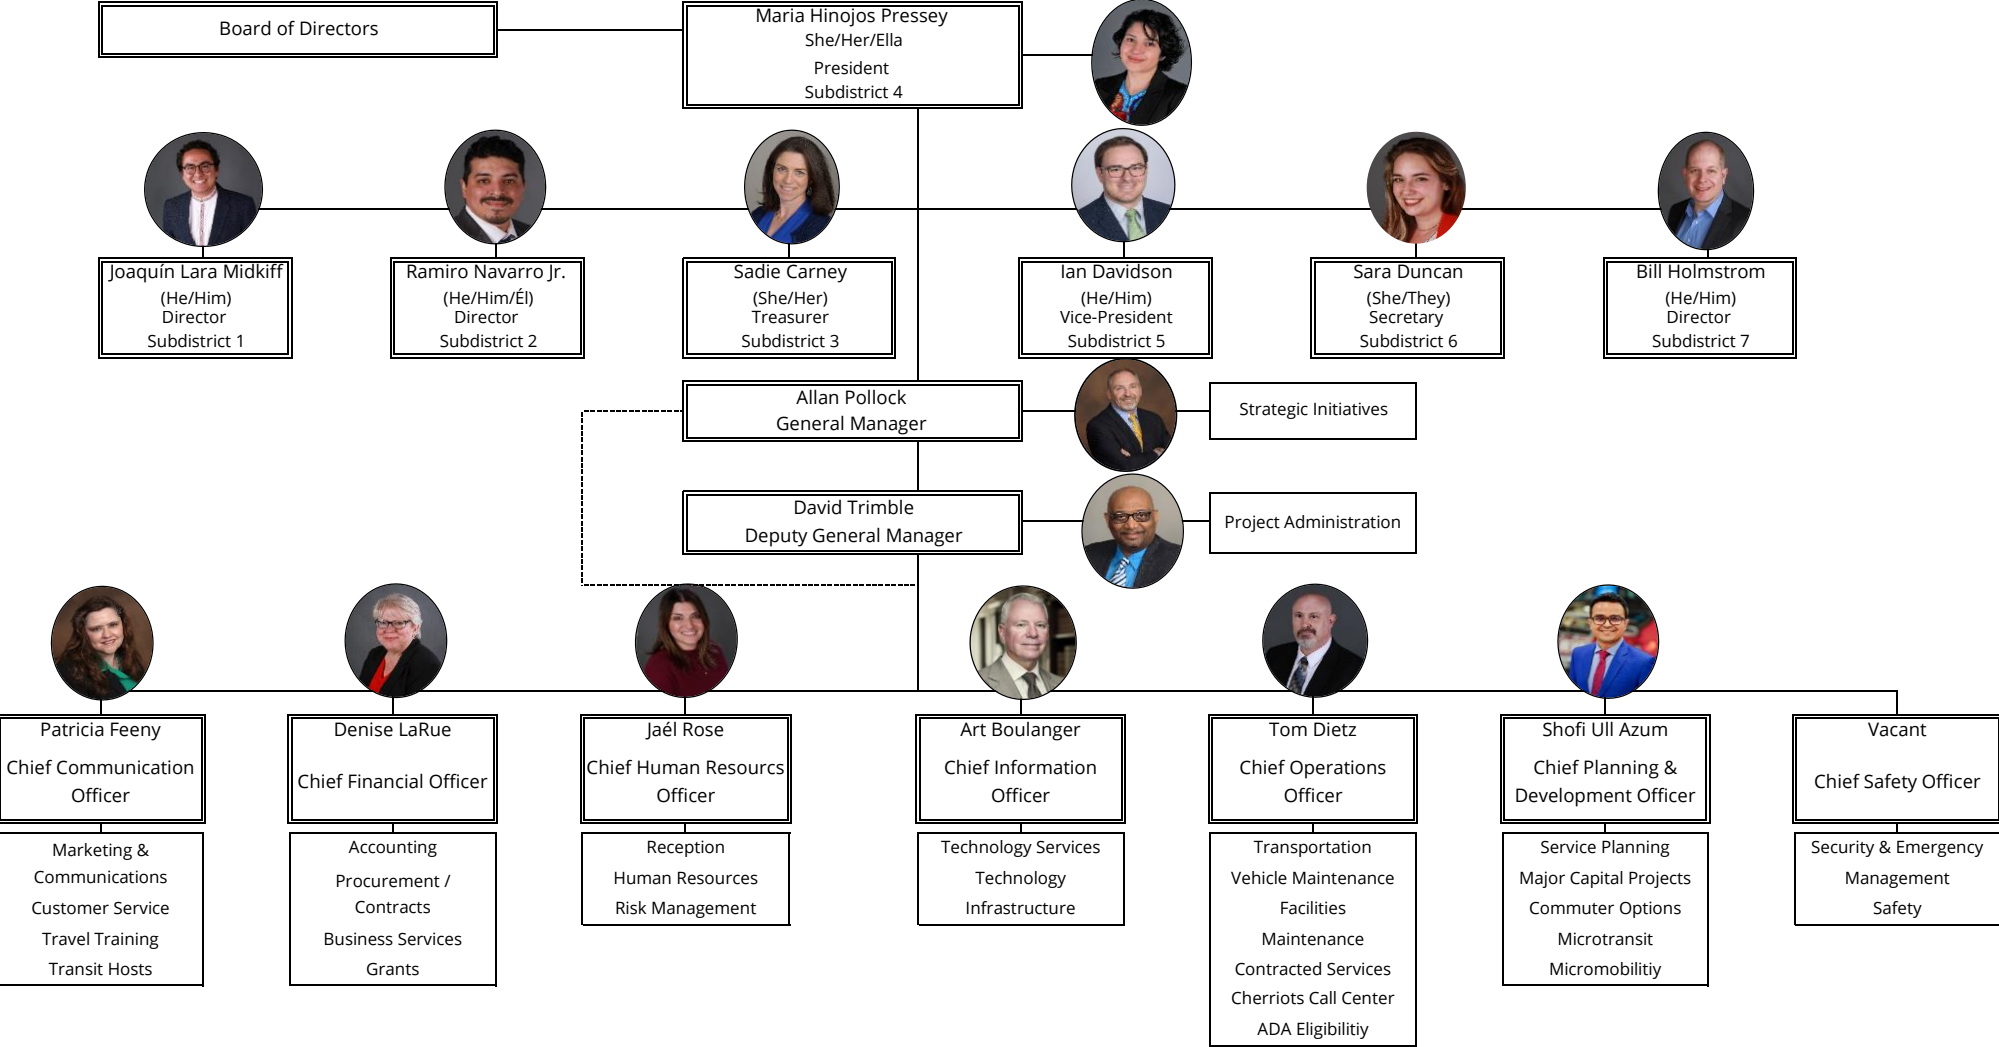 Board of Directors
Maria Hinojos Pressey
She/Her/Ella
President
Subdistrict 4
Joaquín Lara Midkiff
(He/Him)
Director
Subdistrict 1
Ramiro Navarro Jr.
(He/Him/Él)
Director
Subdistrict 2
Sadie Carney
(She/Her)
Treasurer
Subdistrict 3
Ian Davidson
(He/Him)
Vice-President
Subdistrict 5
Sara Duncan
(She/They)
Secretary
Subdistrict 6
Bill Holmstrom
(He/Him)
Director
Subdistrict 7
Allan Pollock
General Manager
Strategic Initiatives
David Trimble
Deputy General Manager
Project Administration
Patricia Feeny
Chief Communication
Officer
Marketing &
Communications
Customer Service
Travel Training
Transit Hosts
Denise LaRue
Chief Financial Officer
Accounting
Procurement /
Contracts
Business Services
Grants
Jaél Rose
Chief Human Resourcs
Officer
Reception
Human Resources
Risk Management
Art Boulanger
Chief Information
Officer
Technology Services
Technology
Infrastructure
Tom Dietz
Chief Operations
Officer
Transportation
Vehicle Maintenance
Facilities
Maintenance
Contracted Services
Cherriots Call Center
ADA Eligibilitiy
Shofi Ull Azum
Chief Planning &
Development Officer
Service Planning
Major Capital Projects
Commuter Options
Microtransit
Micromobilitiy
Vacant
Chief Safety Officer
Security & Emergency
Management
Safety